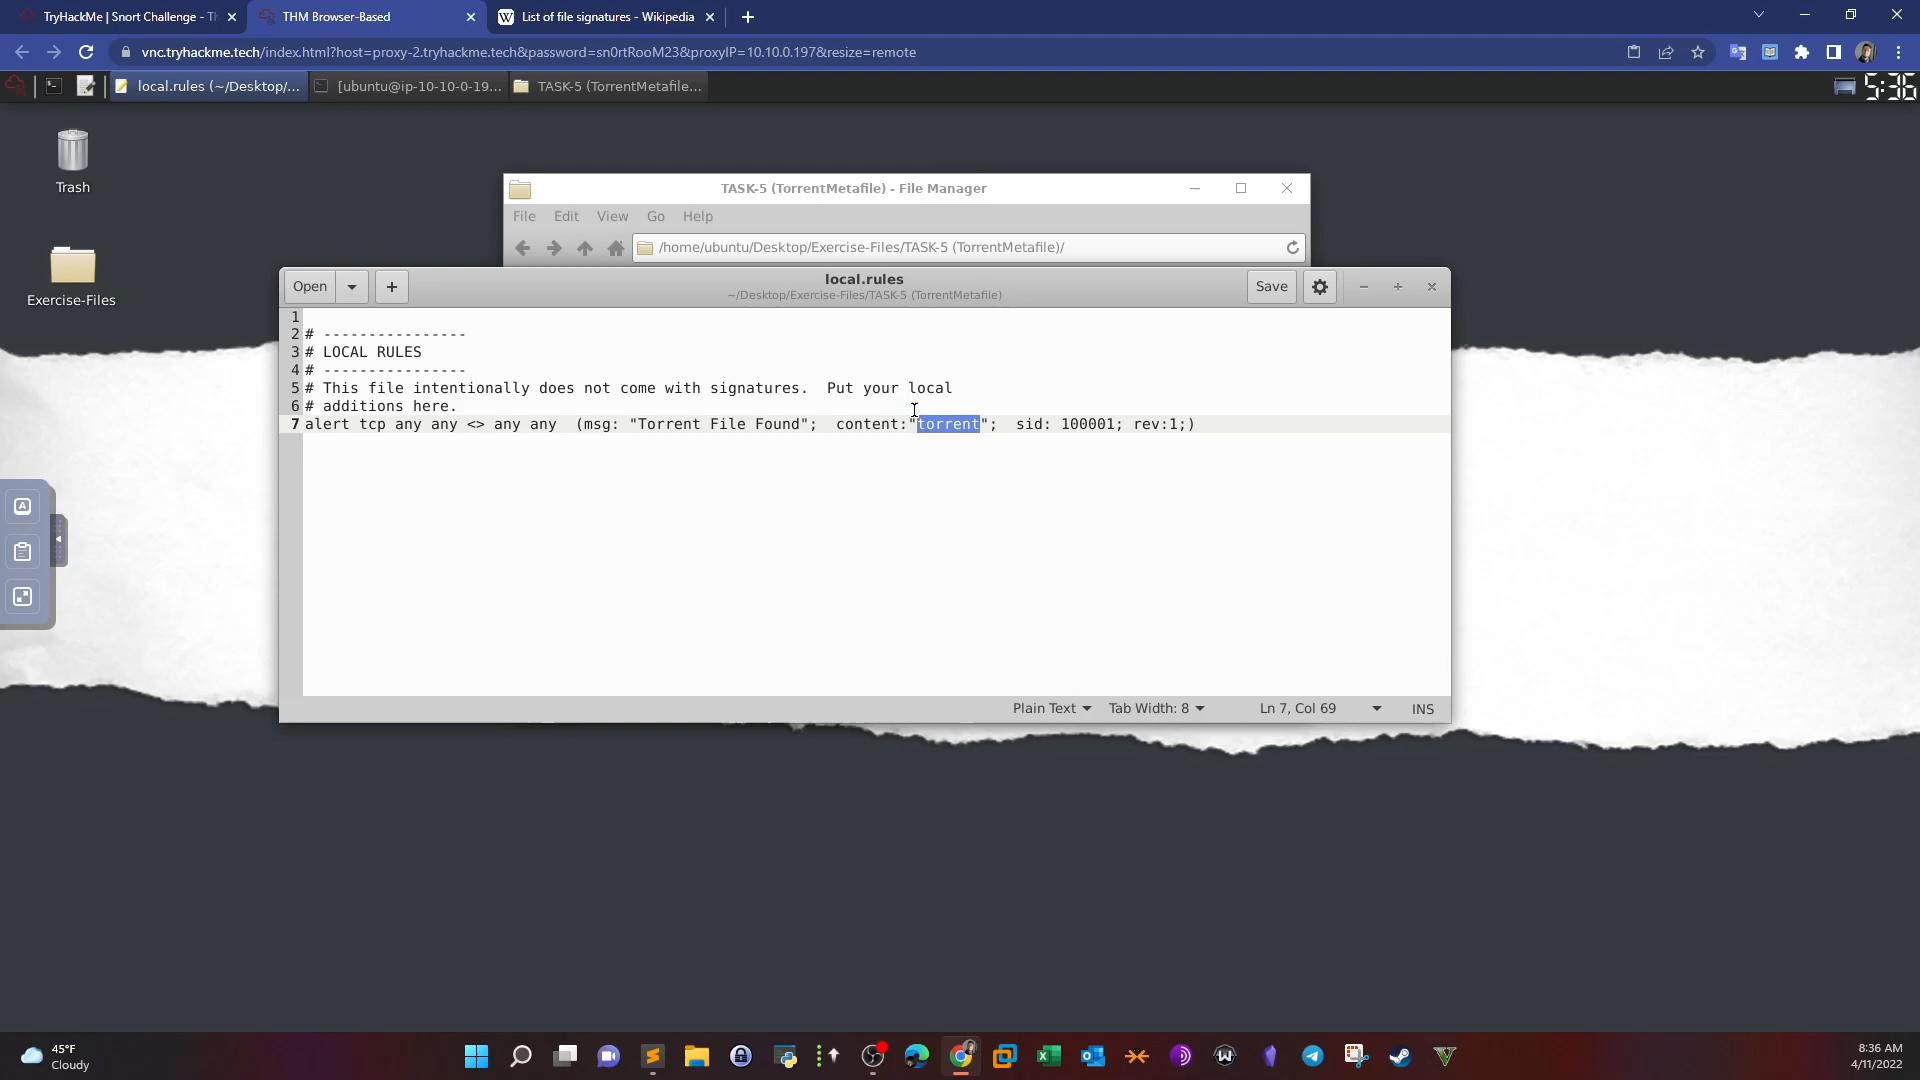 TryHackMe | Snort Challenge - Th
THM Browser-Based
List of file signatures - Wikipedia
vnc.tryhackme.tech/index.html?host=proxy-2.tryhackme.tech&password=sn0rtRooM23&proxyIP=10.10.0.197&resize=remote
local.rules (~/Desktop/...
[ubuntu@ip-10-10-0-19...
TASK-5 (TorrentMetafile...
5:36
Trash
Exercise-Files
TASK-5 (TorrentMetafile) - File Manager
File Edit View Go Help
/home/ubuntu/Desktop/Exercise-Files/TASK-5 (TorrentMetafile)/
Open
local.rules
~/Desktop/Exercise-Files/TASK-5 (TorrentMetafile)
Save
1
2 # ----------------
3 # LOCAL RULES
4 # ----------------
5 # This file intentionally does not come with signatures.  Put your local
6 # additions here.
7 alert tcp any any <> any any  (msg: "Torrent File Found";  content:"torrent";  sid: 100001; rev:1;)
Plain Text
Tab Width: 8
Ln 7, Col 69
INS
45°F
Cloudy
8:36 AM
4/11/2022